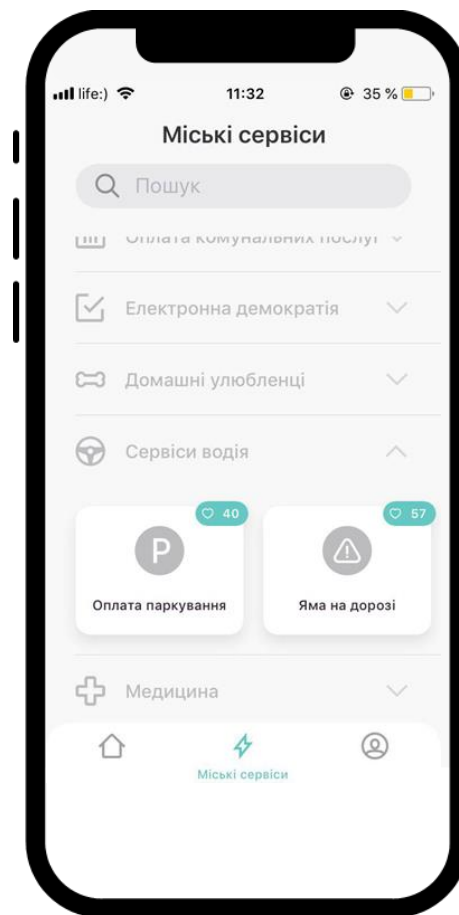 life:)
11:32
35 %
Міські сервіси
Пошук
Оплата комунальних послуг
Електронна демократія
Домашні улюбленці
Сервіси водія
40
57
P
Оплата паркування
Яма на дорозі
Медицина
Міські сервіси